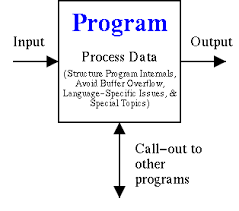 Program
Input
Output
Process Data
(Structure Program Internals,
Avoid Buffer Overflow,
Language-Specific Issues, &
Special Topics)
Call-out to
other
programs